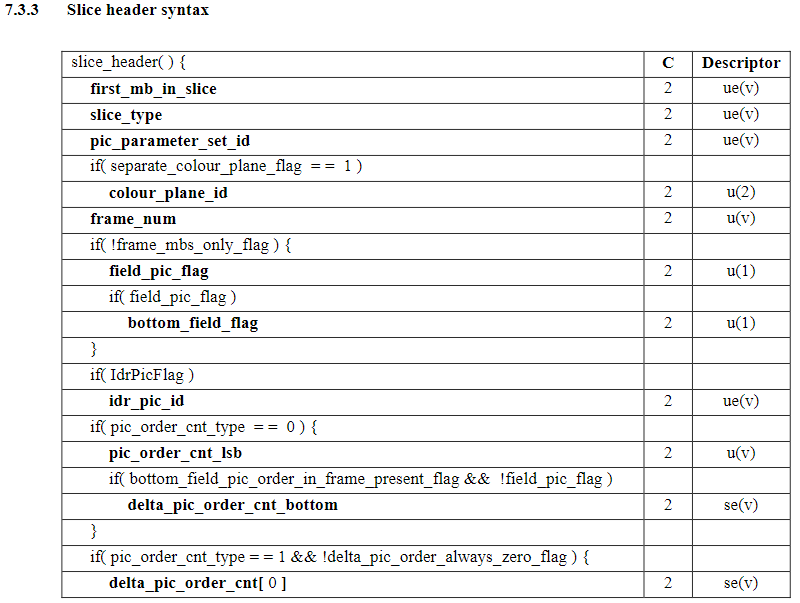 7.3.3 Slice header syntax
slice_header( ) { C Descriptor
first_mb_in_slice 2 ue(v)
slice_type 2 ue(v)
pic_parameter_set_id 2 ue(v)
if( separate_colour_plane_flag = = 1 )
colour_plane_id 2 u(2)
frame_num 2 u(v)
if( !frame_mbs_only_flag ) {
field_pic_flag 2 u(1)
if( field_pic_flag )
bottom_field_flag 2 u(1)
}
if( IdrPicFlag )
idr_pic_id 2 ue(v)
if( pic_order_cnt_type = = 0 ) {
pic_order_cnt_lsb 2 u(v)
if( bottom_field_pic_order_in_frame_present_flag && !field_pic_flag )
delta_pic_order_cnt_bottom 2 se(v)
}
if( pic_order_cnt_type = = 1 && !delta_pic_order_always_zero_flag ) {
delta_pic_order_cnt[ 0 ] 2 se(v)